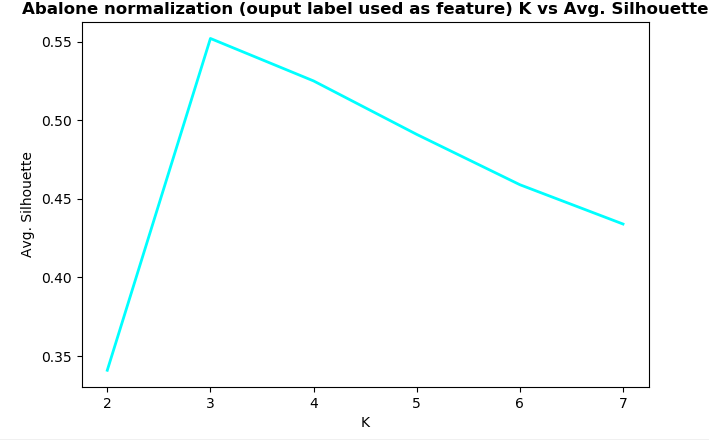 Abalone normalization (ouput label used as feature) K vs Avg. Silhouette
0.55
0.50
0.45
0.40
0.35
Avg. Silhouette
2 3 4 5 6 7
K